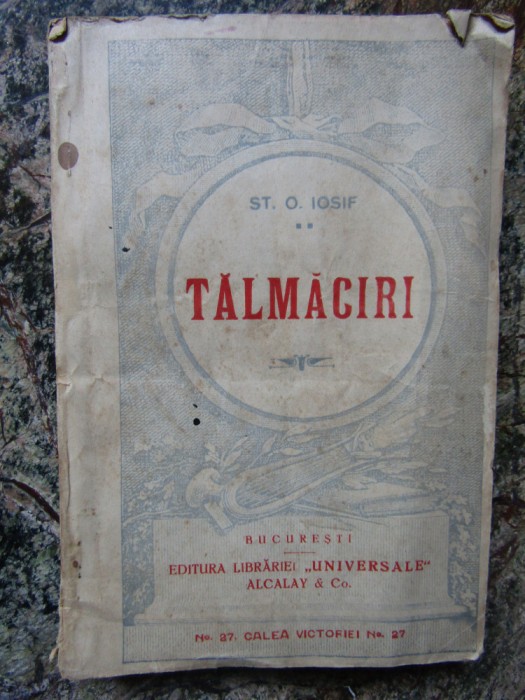 ST. O. IOSIF
TĂLMĂCIRI
BUCUREȘTI
EDITURA LIBRĂRIEI „UNIVERSALE“
ALCALAY & Co.
No. 27, CALEA VICTORIEI No. 27